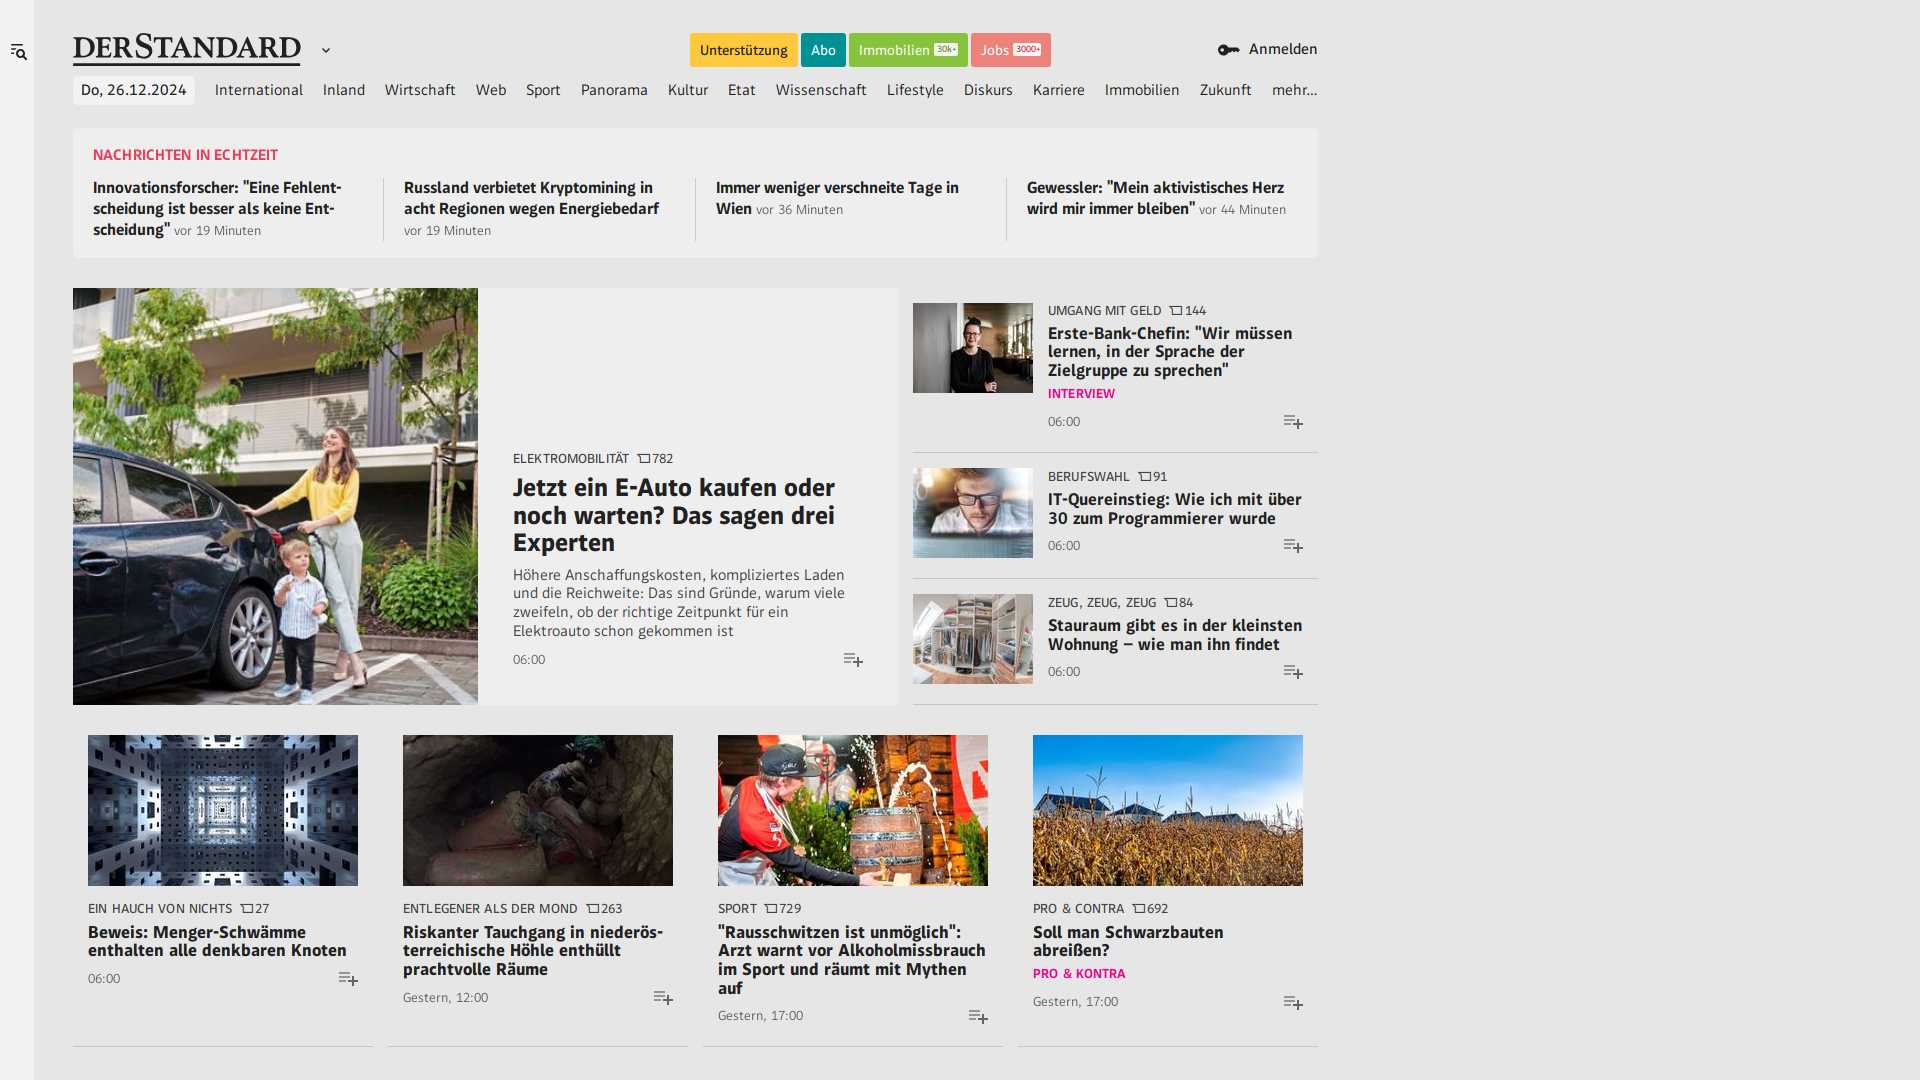 DERSTANDARD
Unterstützung
Abo
Immobilien 30k+
Jobs 3000+
Anmelden
Do, 26.12.2024
International
Inland
Wirtschaft
Web
Sport
Panorama
Kultur
Etat
Wissenschaft
Lifestyle
Diskurs
Karriere
Immobilien
Zukunft
mehr…
NACHRICHTEN IN ECHTZEIT
Innovationsforscher: "Eine Fehlent-
scheidung ist besser als keine Ent-
scheidung" vor 19 Minuten
Russland verbietet Kryptomining in
acht Regionen wegen Energiebedarf
vor 19 Minuten
Immer weniger verschneite Tage in
Wien vor 36 Minuten
Gewessler: "Mein aktivistisches Herz
wird mir immer bleiben" vor 44 Minuten
ELEKTROMOBILITÄT 782
Jetzt ein E-Auto kaufen oder
noch warten? Das sagen drei
Experten
Höhere Anschaffungskosten, kompliziertes Laden
und die Reichweite: Das sind Gründe, warum viele
zweifeln, ob der richtige Zeitpunkt für ein
Elektroauto schon gekommen ist
06:00
UMGANG MIT GELD 144
Erste-Bank-Chefin: "Wir müssen
lernen, in der Sprache der
Zielgruppe zu sprechen"
INTERVIEW
06:00
BERUFSWAHL 91
IT-Quereinstieg: Wie ich mit über
30 zum Programmierer wurde
06:00
ZEUG, ZEUG, ZEUG 84
Stauraum gibt es in der kleinsten
Wohnung – wie man ihn findet
06:00
EIN HAUCH VON NICHTS 27
Beweis: Menger-Schwämme
enthalten alle denkbaren Knoten
06:00
ENTLEGENER ALS DER MOND 263
Riskanter Tauchgang in niederös-
terreichische Höhle enthüllt
prachtvolle Räume
Gestern, 12:00
SPORT 729
"Rausschwitzen ist unmöglich":
Arzt warnt vor Alkoholmissbrauch
im Sport und räumt mit Mythen
auf
Gestern, 17:00
PRO & CONTRA 692
Soll man Schwarzbauten
abreißen?
PRO & KONTRA
Gestern, 17:00